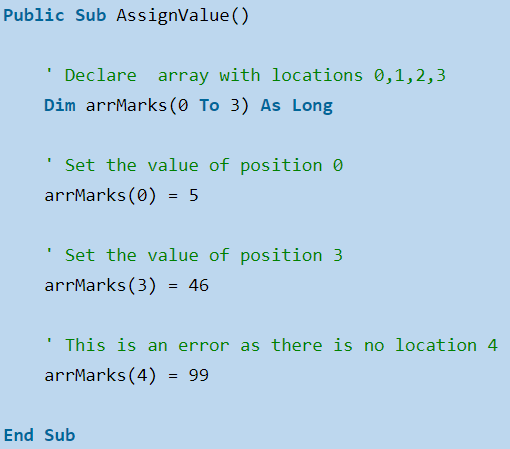 Public Sub AssignValue()
' Declare  array with locations 0,1,2,3
Dim arrMarks(0 To 3) As Long
' Set the value of position 0
arrMarks(0) = 5
' Set the value of position 3
arrMarks(3) = 46
' This is an error as there is no location 4
arrMarks(4) = 99
End Sub